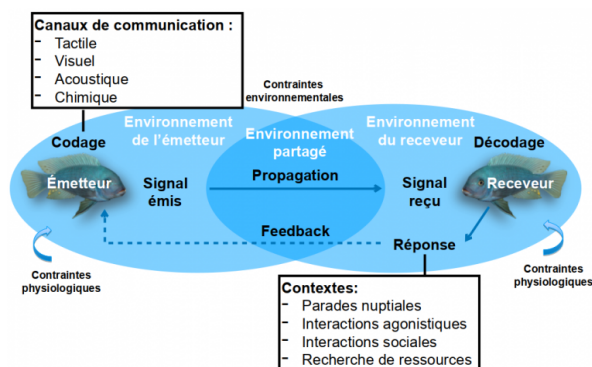 Canaux de communication :
- Tactile
- Visuel
- Acoustique
- Chimique
Contraintes
environnementales
Codage
Environnement
de l'émetteur
Environnement
partagé
Environnement
du receveur
Décodage
Émetteur
Signal
émis
Propagation
Signal
reçu
Receveur
Feedback
Réponse
Contraintes
physiologiques
Contraintes
physiologiques
Contextes:
- Parades nuptiales
- Interactions agonistiques
- Interactions sociales
- Recherche de ressources